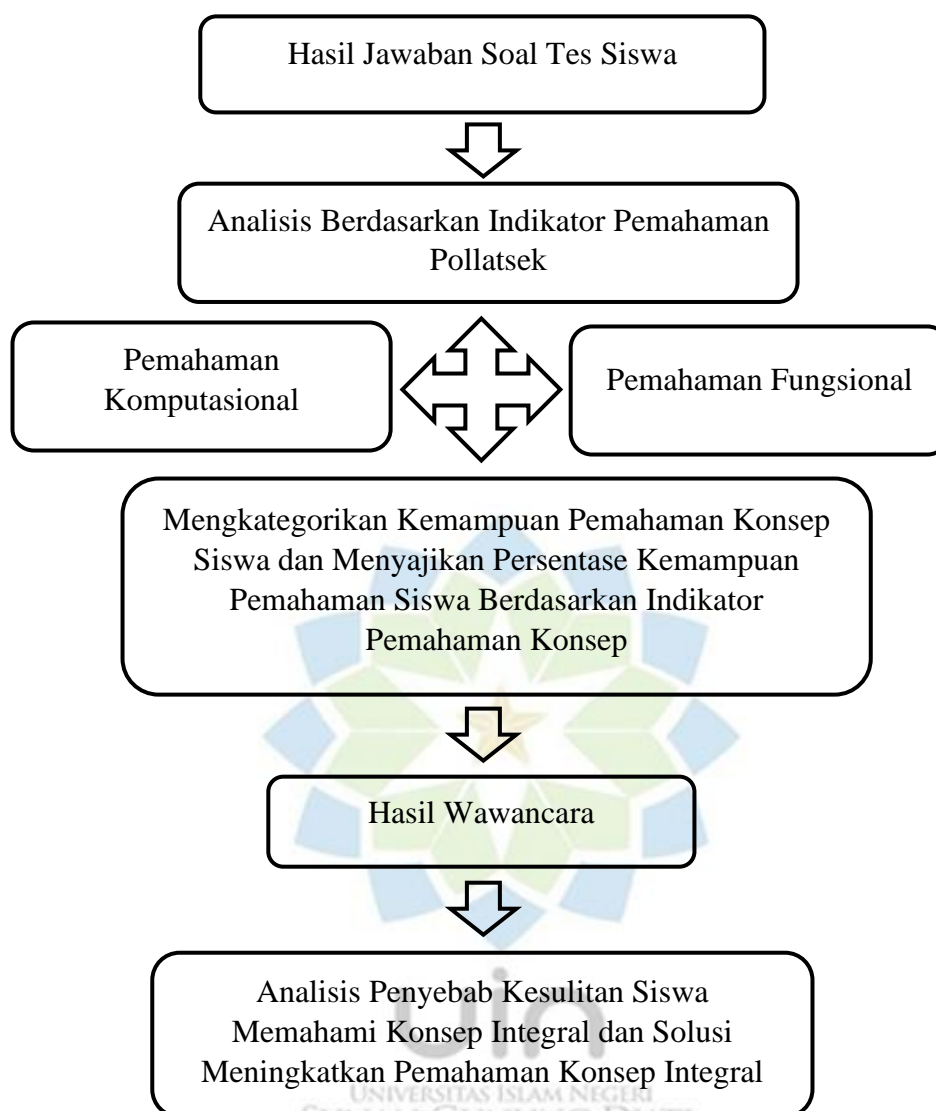 Hasil Jawaban Soal Tes Siswa
Analisis Berdasarkan Indikator Pemahaman
Pollatsek
Pemahaman
Komputasional
Pemahaman Fungsional
Mengkategorikan Kemampuan Pemahaman Konsep
Siswa dan Menyajikan Persentase Kemampuan
Pemahaman Siswa Berdasarkan Indikator
Pemahaman Konsep
Hasil Wawancara
Analisis Penyebab Kesulitan Siswa
Memahami Konsep Integral dan Solusi
Meningkatkan Pemahaman Konsep Integral
uin
UNIVERSITAS ISLAM NEGERI